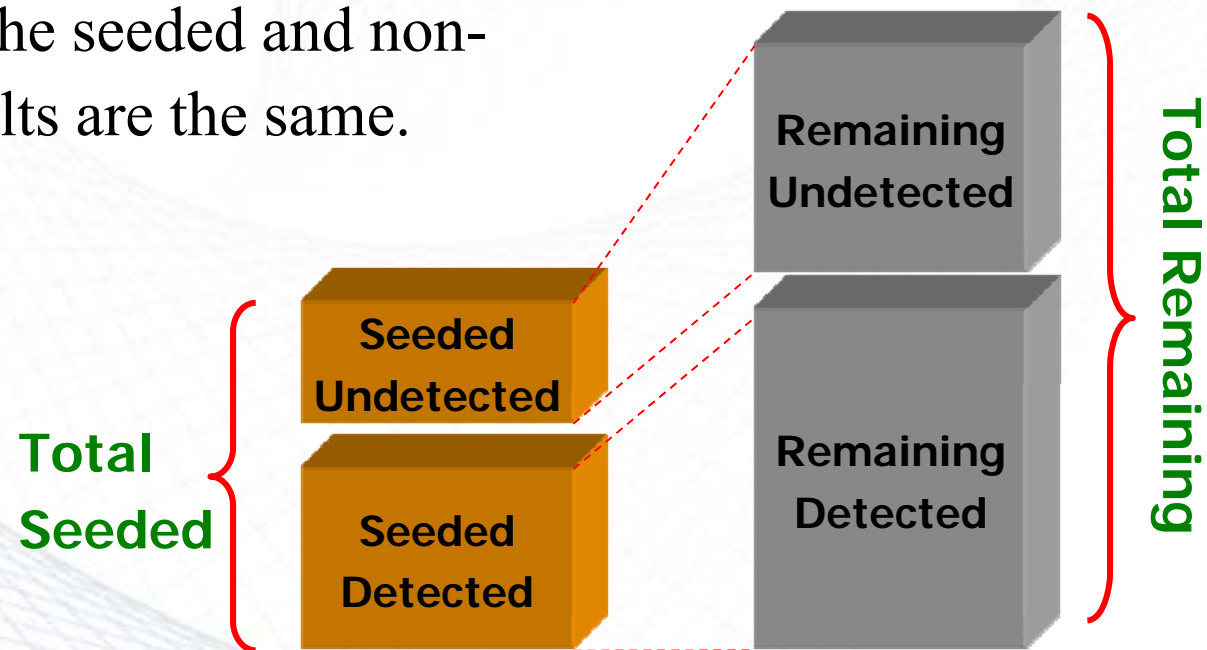 he seeded and non-
lts are the same.
Remaining
Undetected
Seeded
Undetected
Total
Seeded
Remaining
Detected
Seeded
Detected
Total Remaining